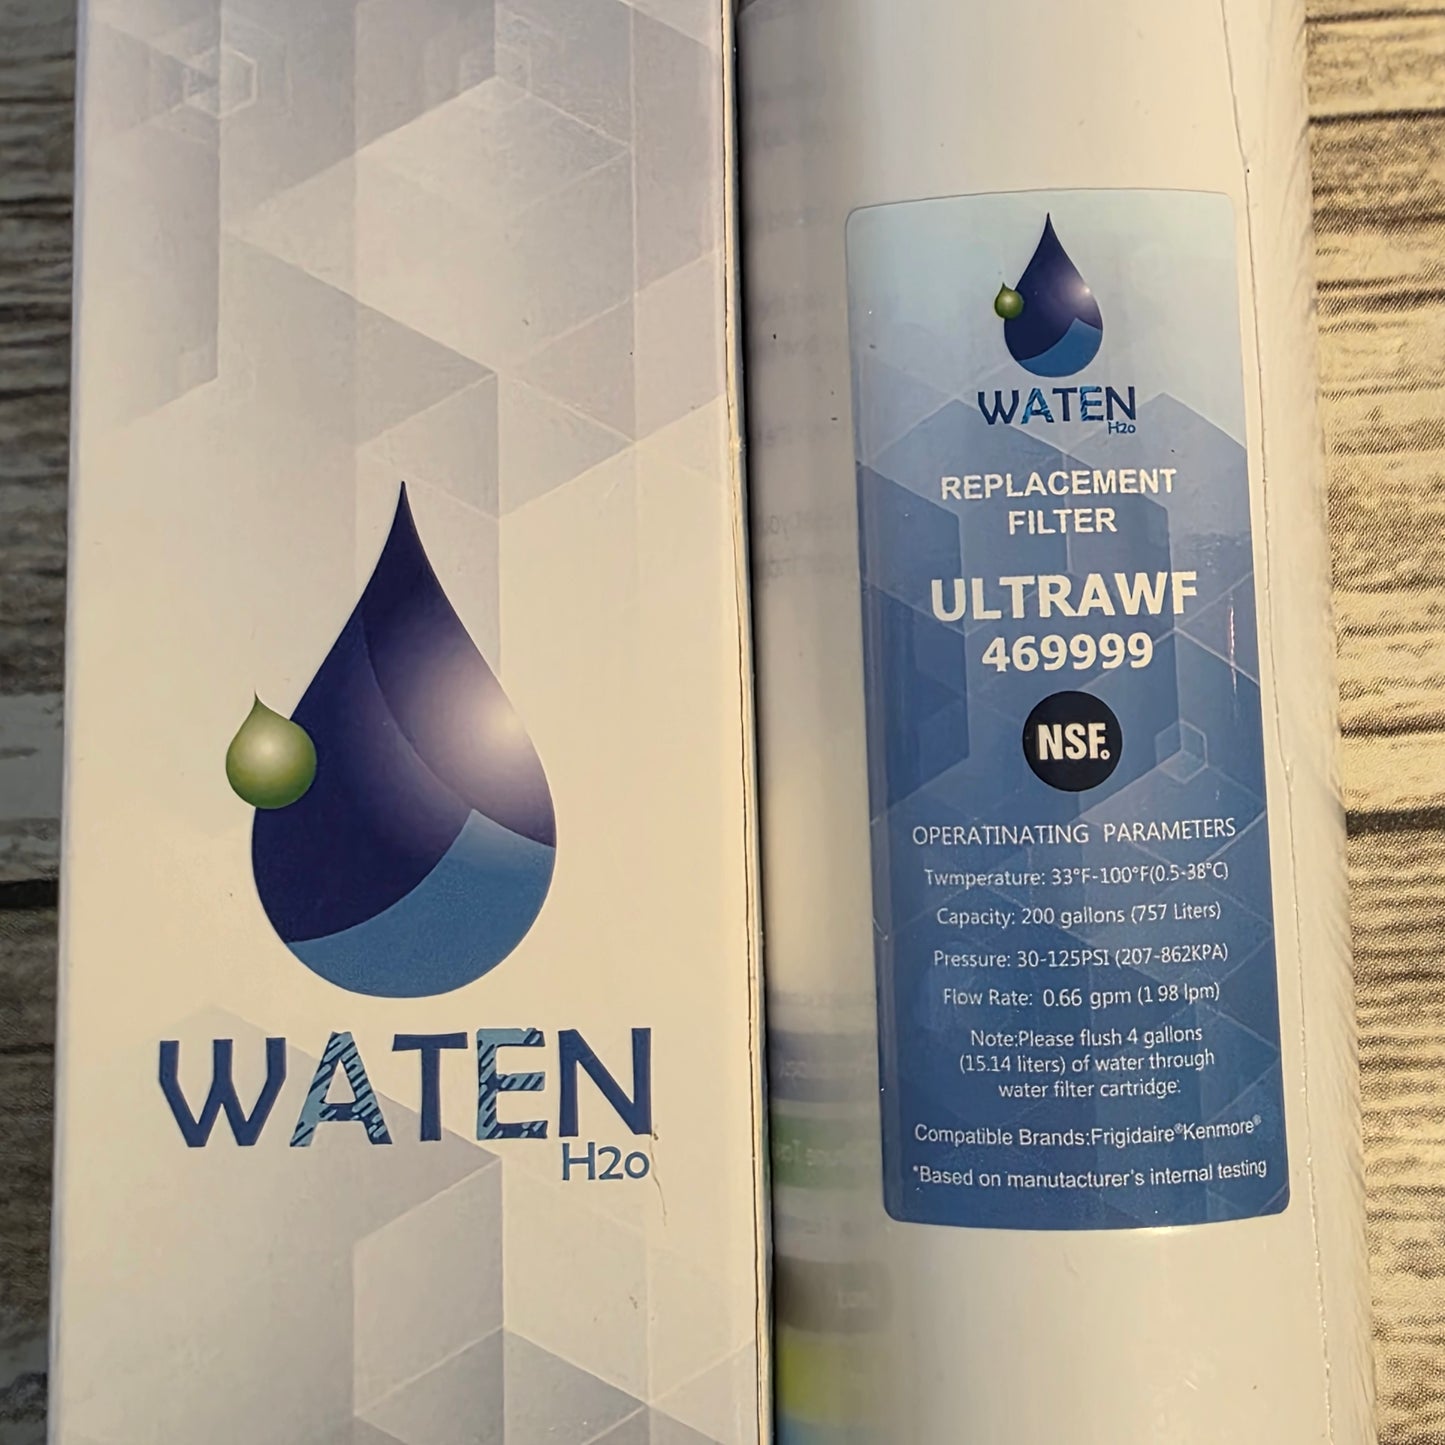 WATEN
H2o
WATEN
H2o
REPLACEMENT
FILTER
ULTRAWF
469999
NSF®
OPERATINATING PARAMETERS
Twmperature: 33°F-100°F(0.5-38°C)
Capacity: 200 gallons (757 Liters)
Pressure: 30-125PSI (207-862KPA)
Flow Rate: 0.66 gpm (1 98 lpm)
Note:Please flush 4 gallons
(15.14 liters) of water through
water filter cartridge.
Compatible Brands:Frigidaire®Kenmore®
*Based on manutacturer's internal testing